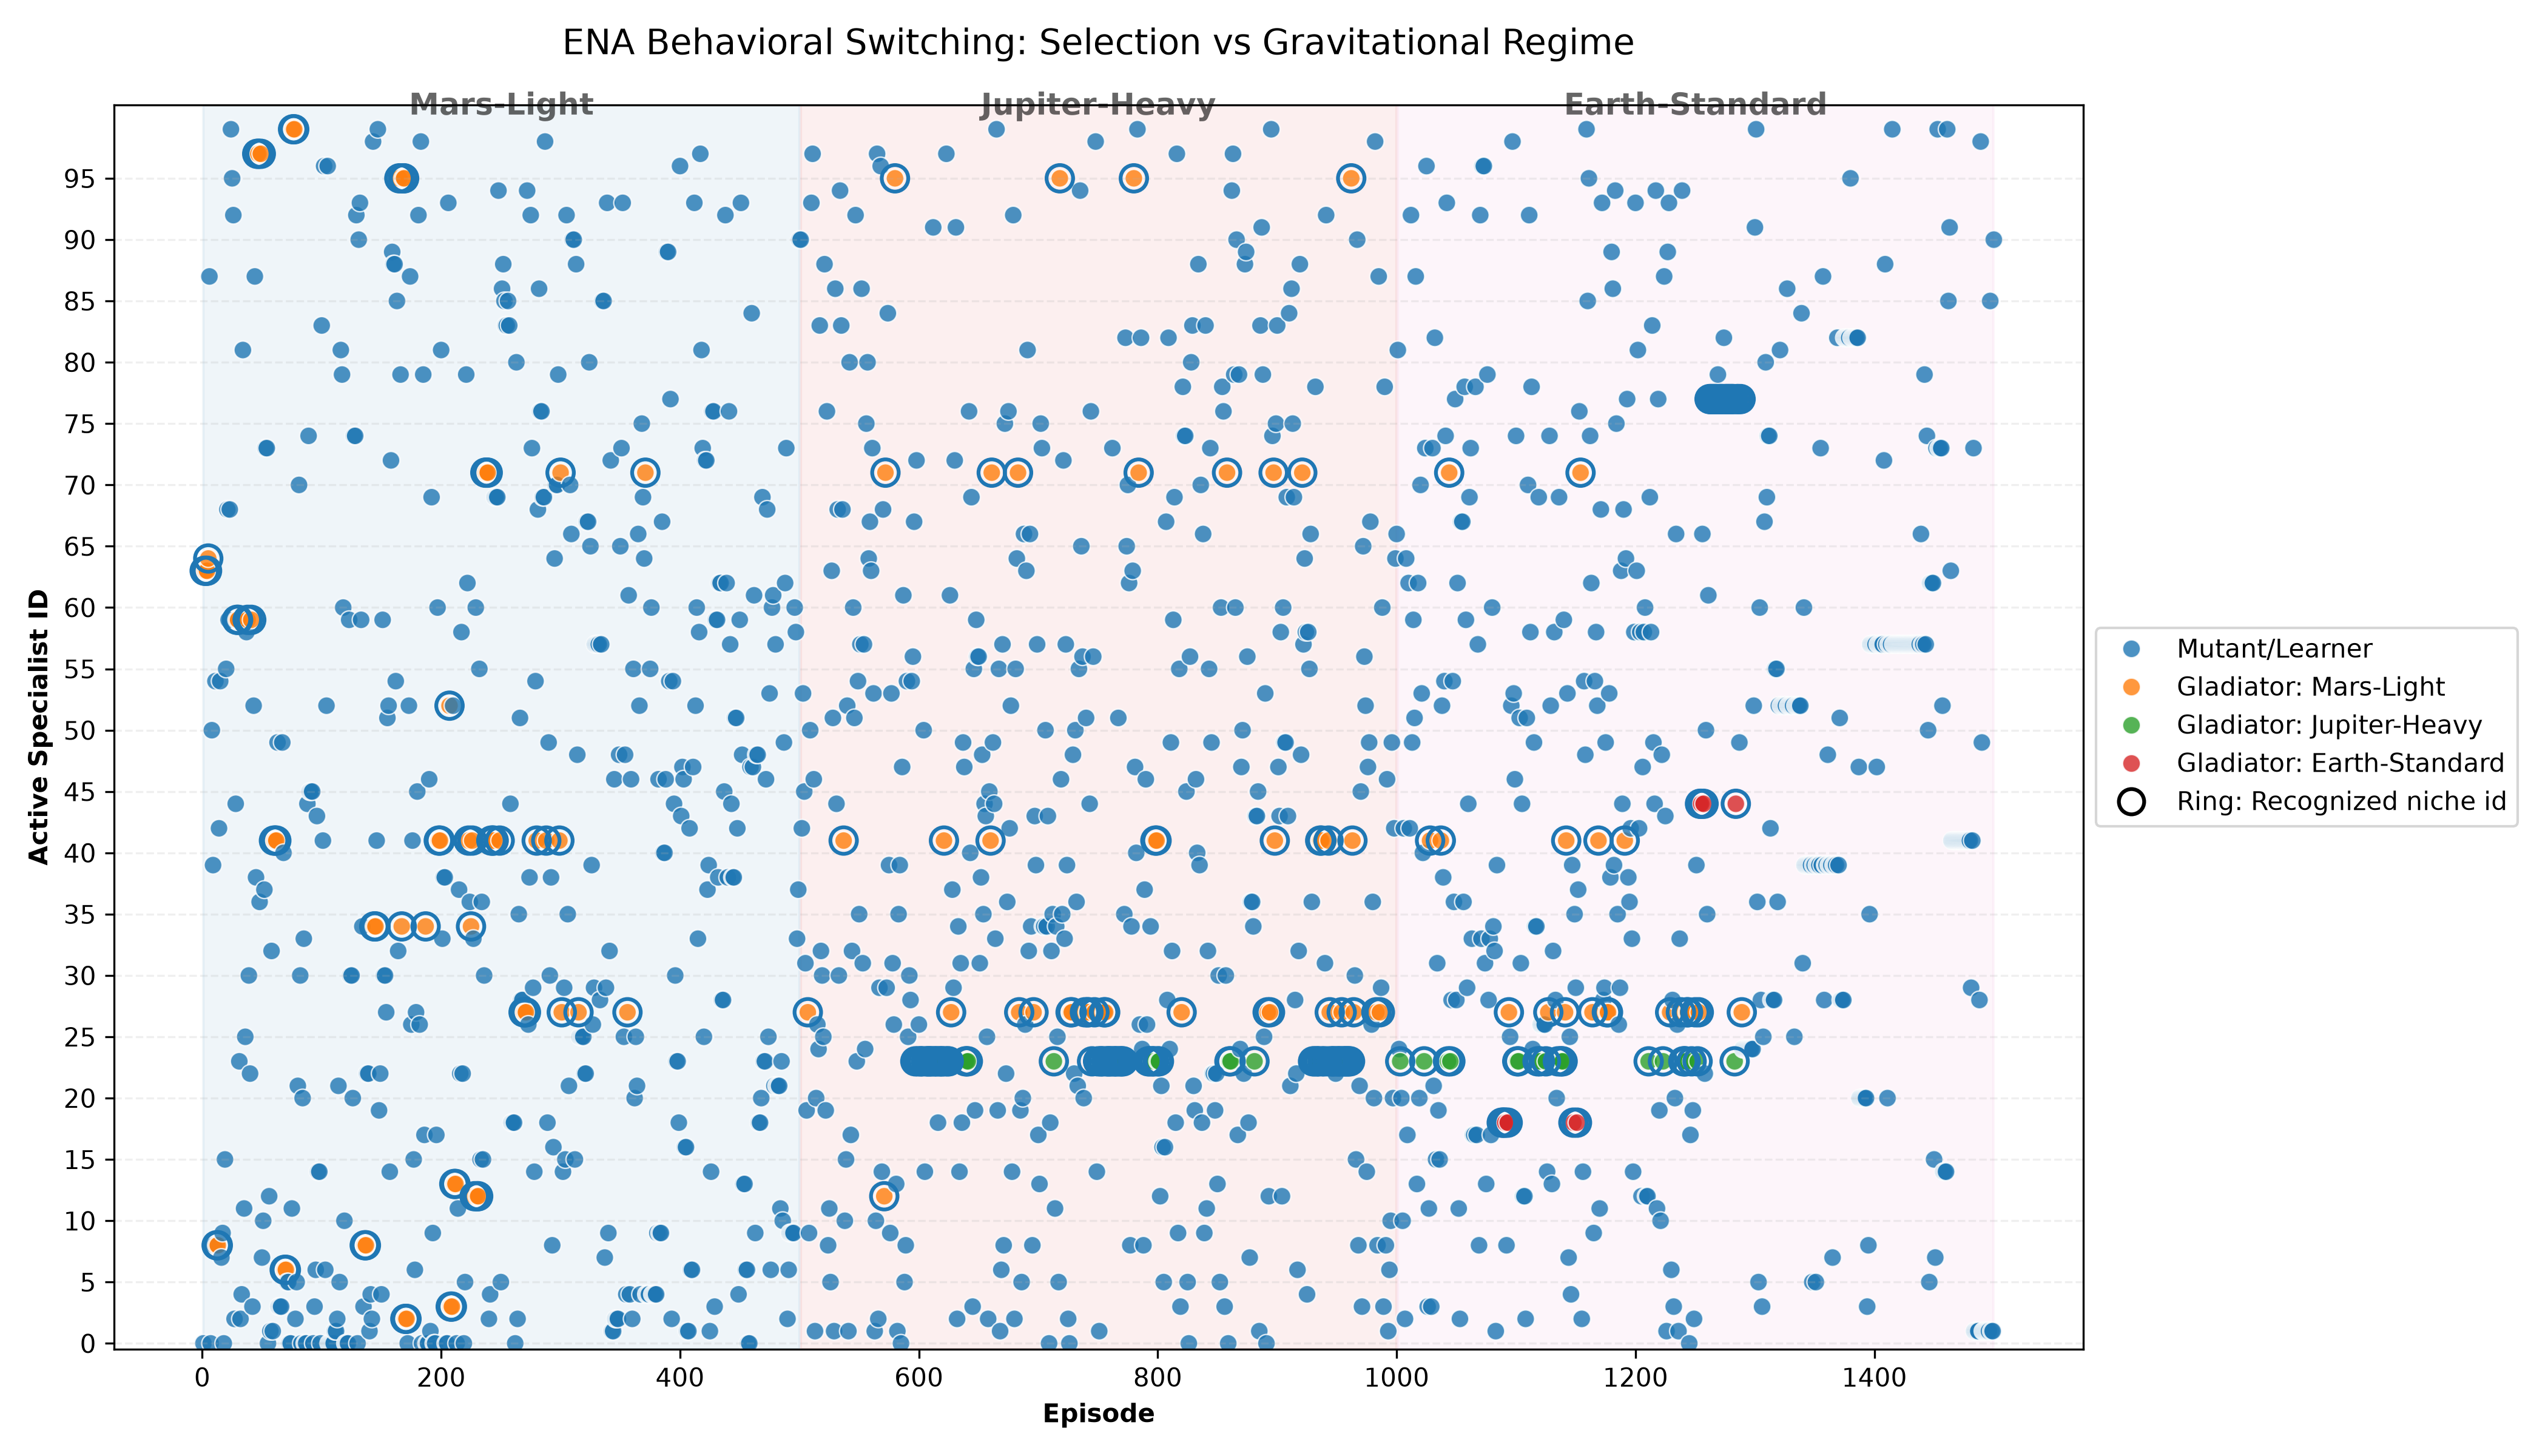 ENA Behavioral Switching: Selection vs Gravitational Regime
Mars-Light
Jupiter-Heavy
Earth-Standard
95
90
85
80
75
70
65
60
55
50
45
40
35
30
25
20
15
10
5
0
Active Specialist ID
0
200
400
600
800
1000
1200
1400
Episode
Mutant/Learner
Gladiator: Mars-Light
Gladiator: Jupiter-Heavy
Gladiator: Earth-Standard
Ring: Recognized niche id